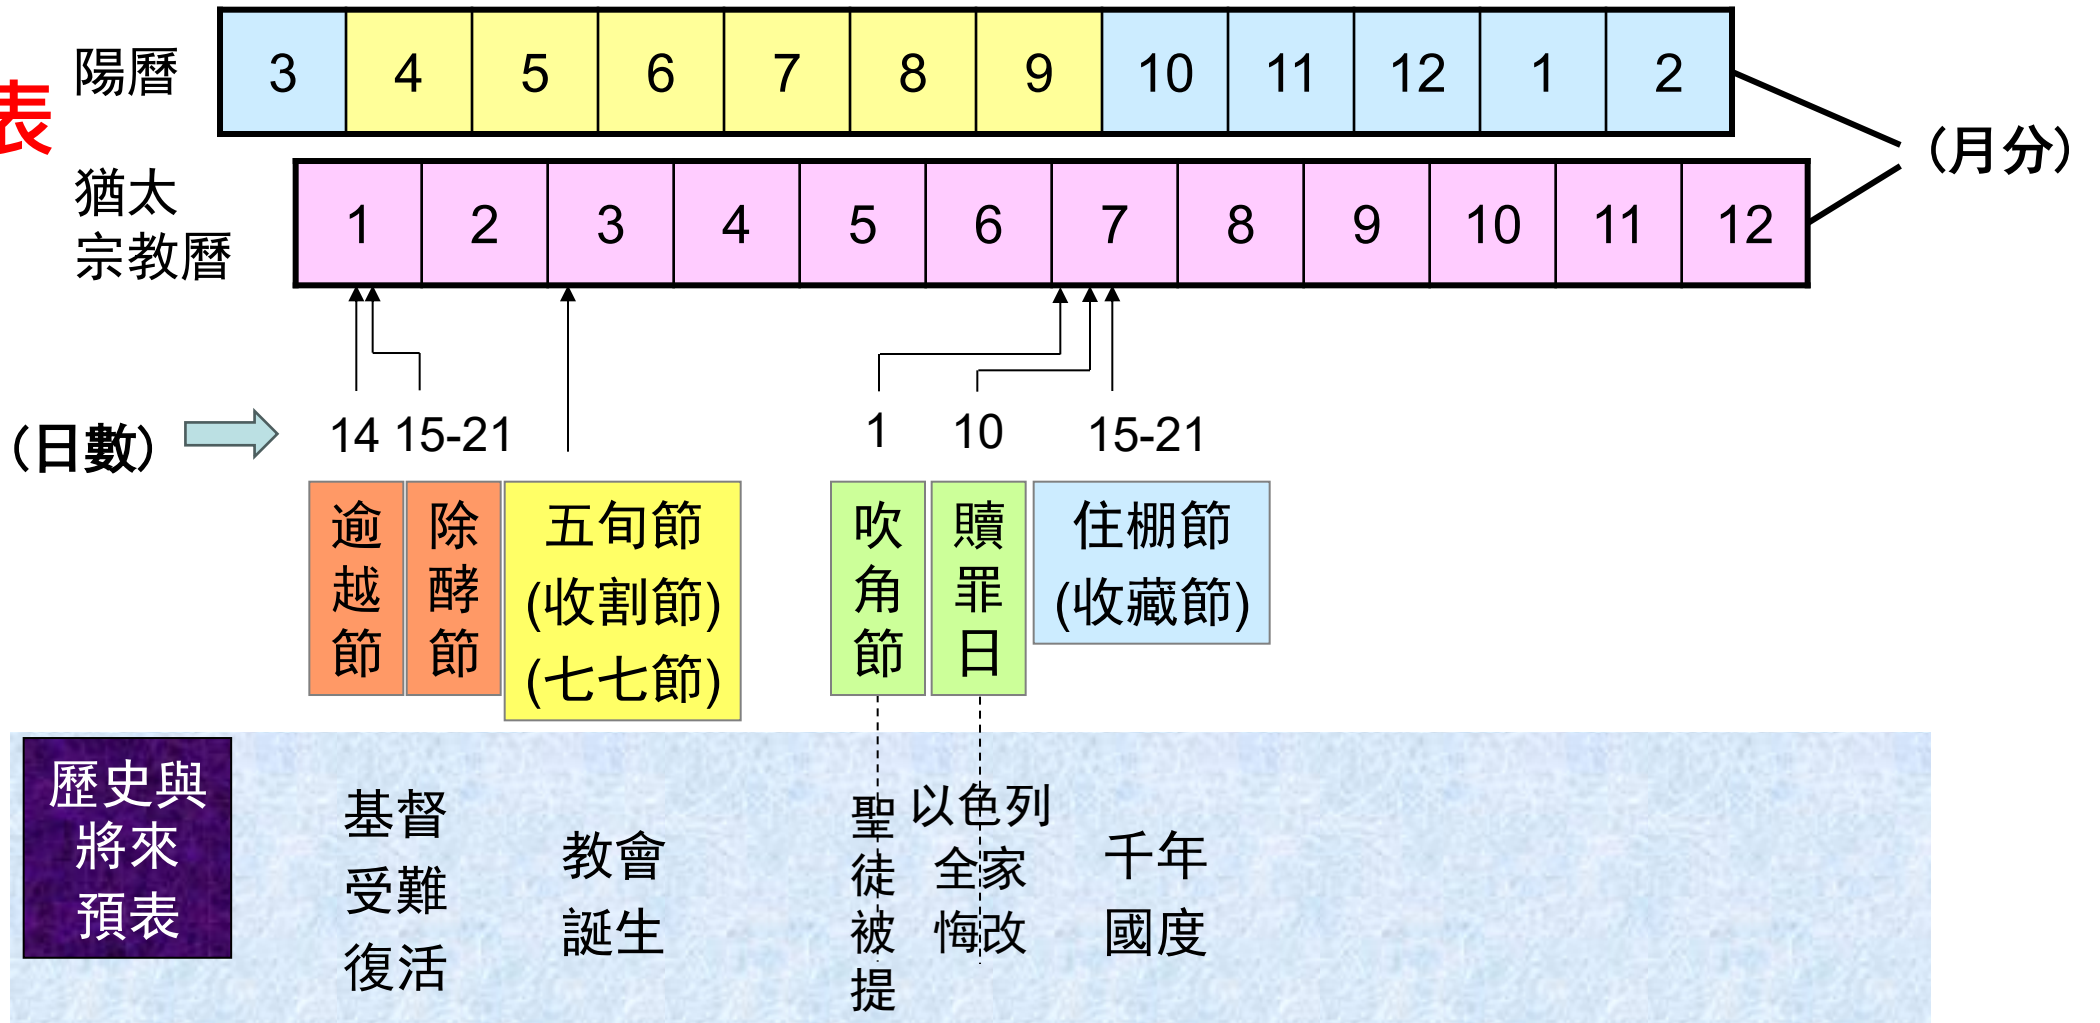 表
陽曆
3 4 5 6 7 8 9 10 11 12 1 2
(月分)
猶太
宗教曆
1 2 3 4 5 6 7 8 9 10 11 12
(日數)
14 15-21 1 10 15-21
逾越節
除酵節
五旬節
(收割節)
(七七節)
吹角節
贖罪日
住棚節
(收藏節)
歷史與
將來
預表
基督
受難
復活
教會
誕生
聖徒被提
以色列
全家
悔改
千年
國度